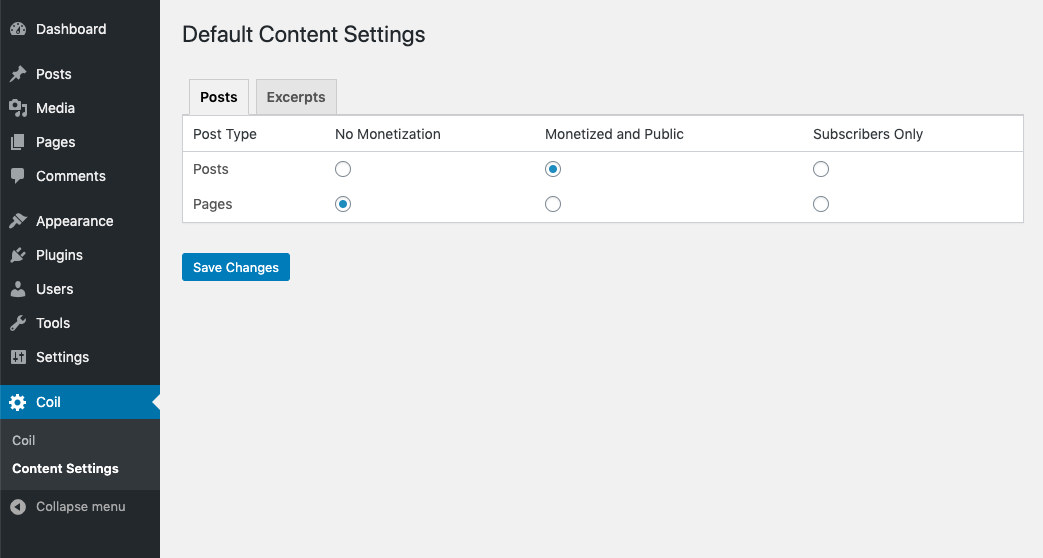 Dashboard
Posts
Media
Pages
Comments
Appearance
Plugins
Users
Tools
Settings
Coil
Coil
Content Settings
Collapse menu
Default Content Settings
Posts Excerpts
Post Type No Monetization Monetized and Public Subscribers Only
Posts
Pages
Save Changes